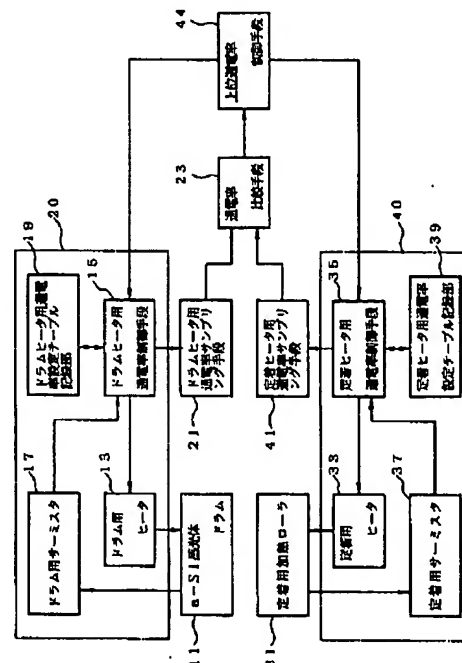 44
上位通電率
制御手段
23
通電率
比較手段
20
19
ドラムヒータ用通電
率設定テーブル
記録部
15
ドラムヒータ用
通電率制御手段
ドラムヒータ用
通電率サンプリ
ング手段
21
17
ドラム用サーミスタ
13
ドラム用
ヒータ
a-Si感光体
ドラム
11
40
39
定着ヒータ用通電率
設定テーブル記録部
35
定着ヒータ用
通電率制御手段
定着ヒータ用
通電率サンプリ
ング手段
41
33
定着用
ヒータ
37
定着用サーミスタ
定着用加熱ローラ
31